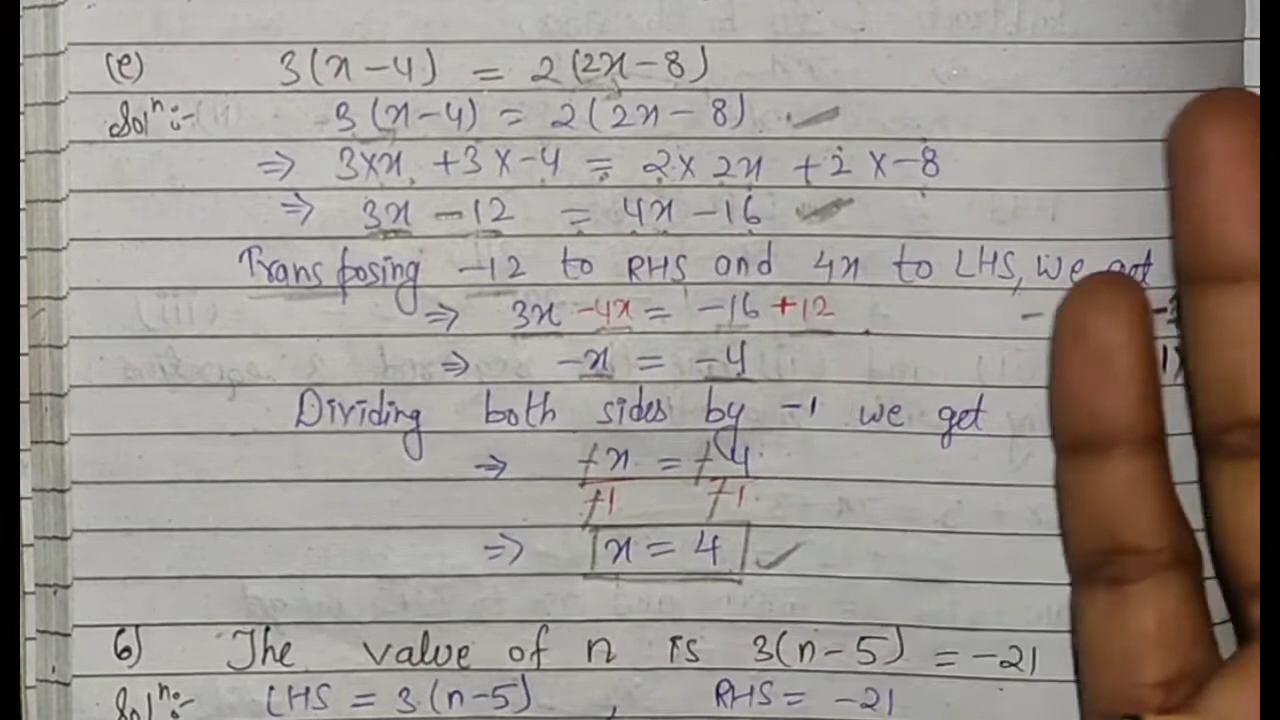 (e) 3(x-4) = 2(2x-8)
Solⁿ:- 3(x-4) = 2(2x-8)
⇒ 3×x +3×-4 = 2×2x +2×-8
⇒ 3x -12 = 4x -16
Transposing -12 to RHS and 4x to LHS, we get
⇒ 3x -4x = -16 +12
⇒ -x = -4
Dividing both sides by -1 we get
⇒ -x/-1 = -4/-1
⇒ x = 4 ✓
6) The value of n is 3(n-5) = -21
Solⁿ:- LHS = 3(n-5) , RHS = -21